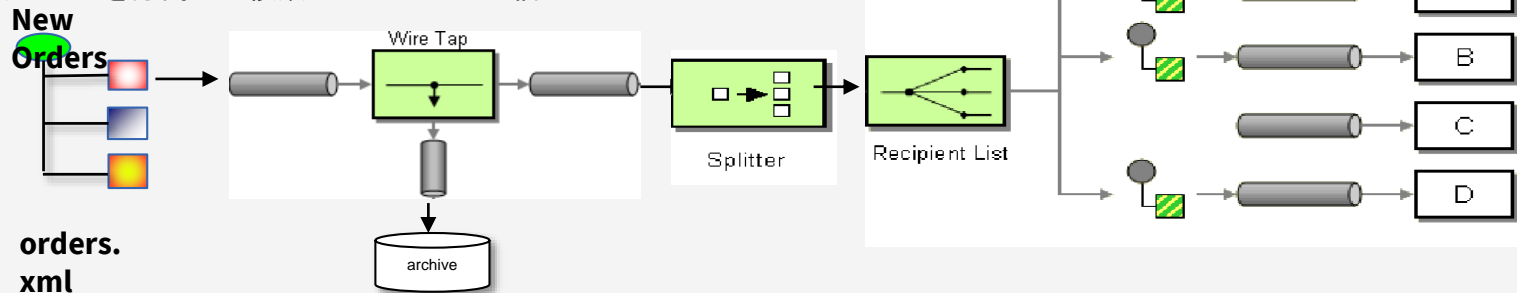 New
Orders
Wire Tap
Splitter
Recipient List
B
C
D
archive
orders.
xml